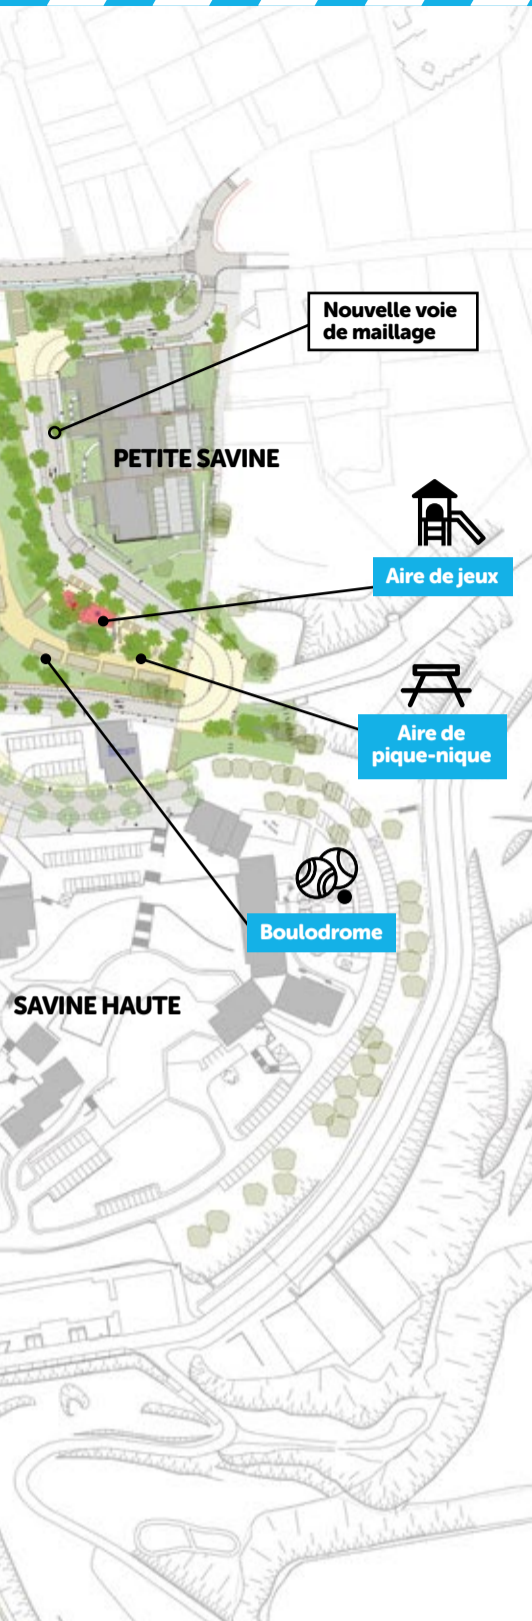 Nouvelle voie
de maillage
PETITE SAVINE
Aire de jeux
Aire de
pique-nique
Boulodrome
SAVINE HAUTE